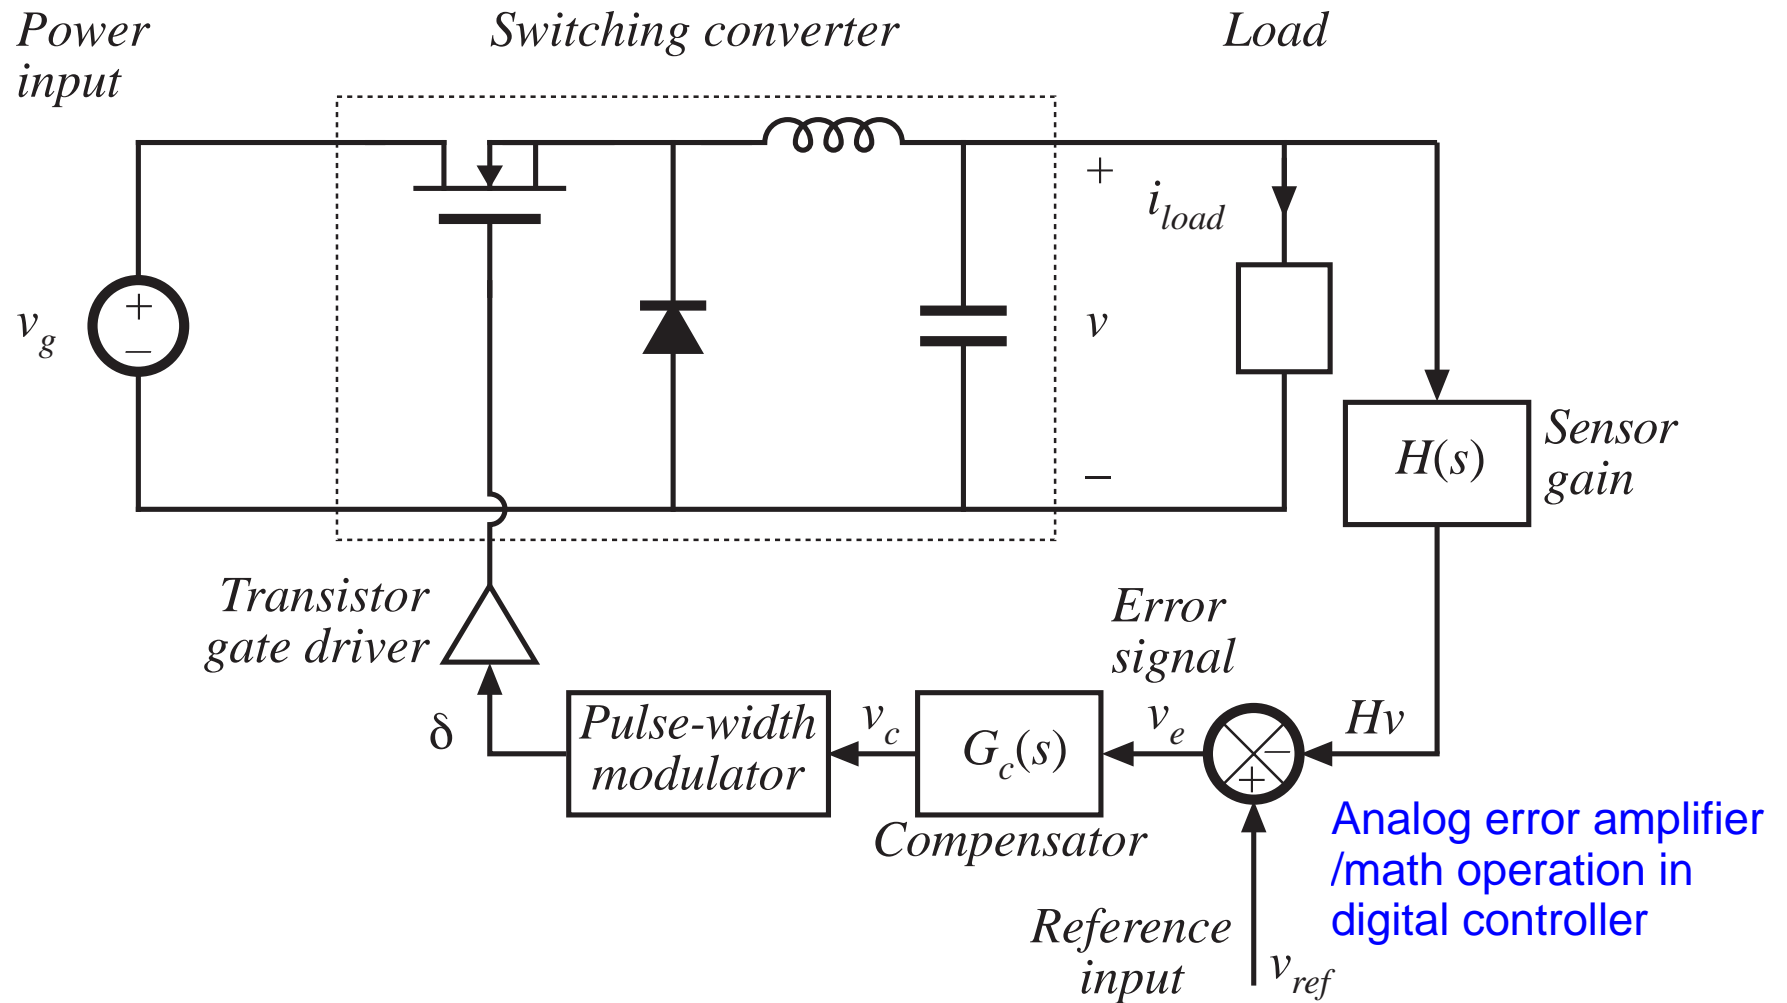 Power
input
Switching converter
Load
+
i_load
v_g
+
–
v
–
H(s)
Sensor
gain
Transistor
gate driver
Error
signal
δ
Pulse-width
modulator
v_c
G_c(s)
v_e
–
+
Hv
Compensator
Analog error amplifier
/math operation in
digital controller
Reference
input
v_ref